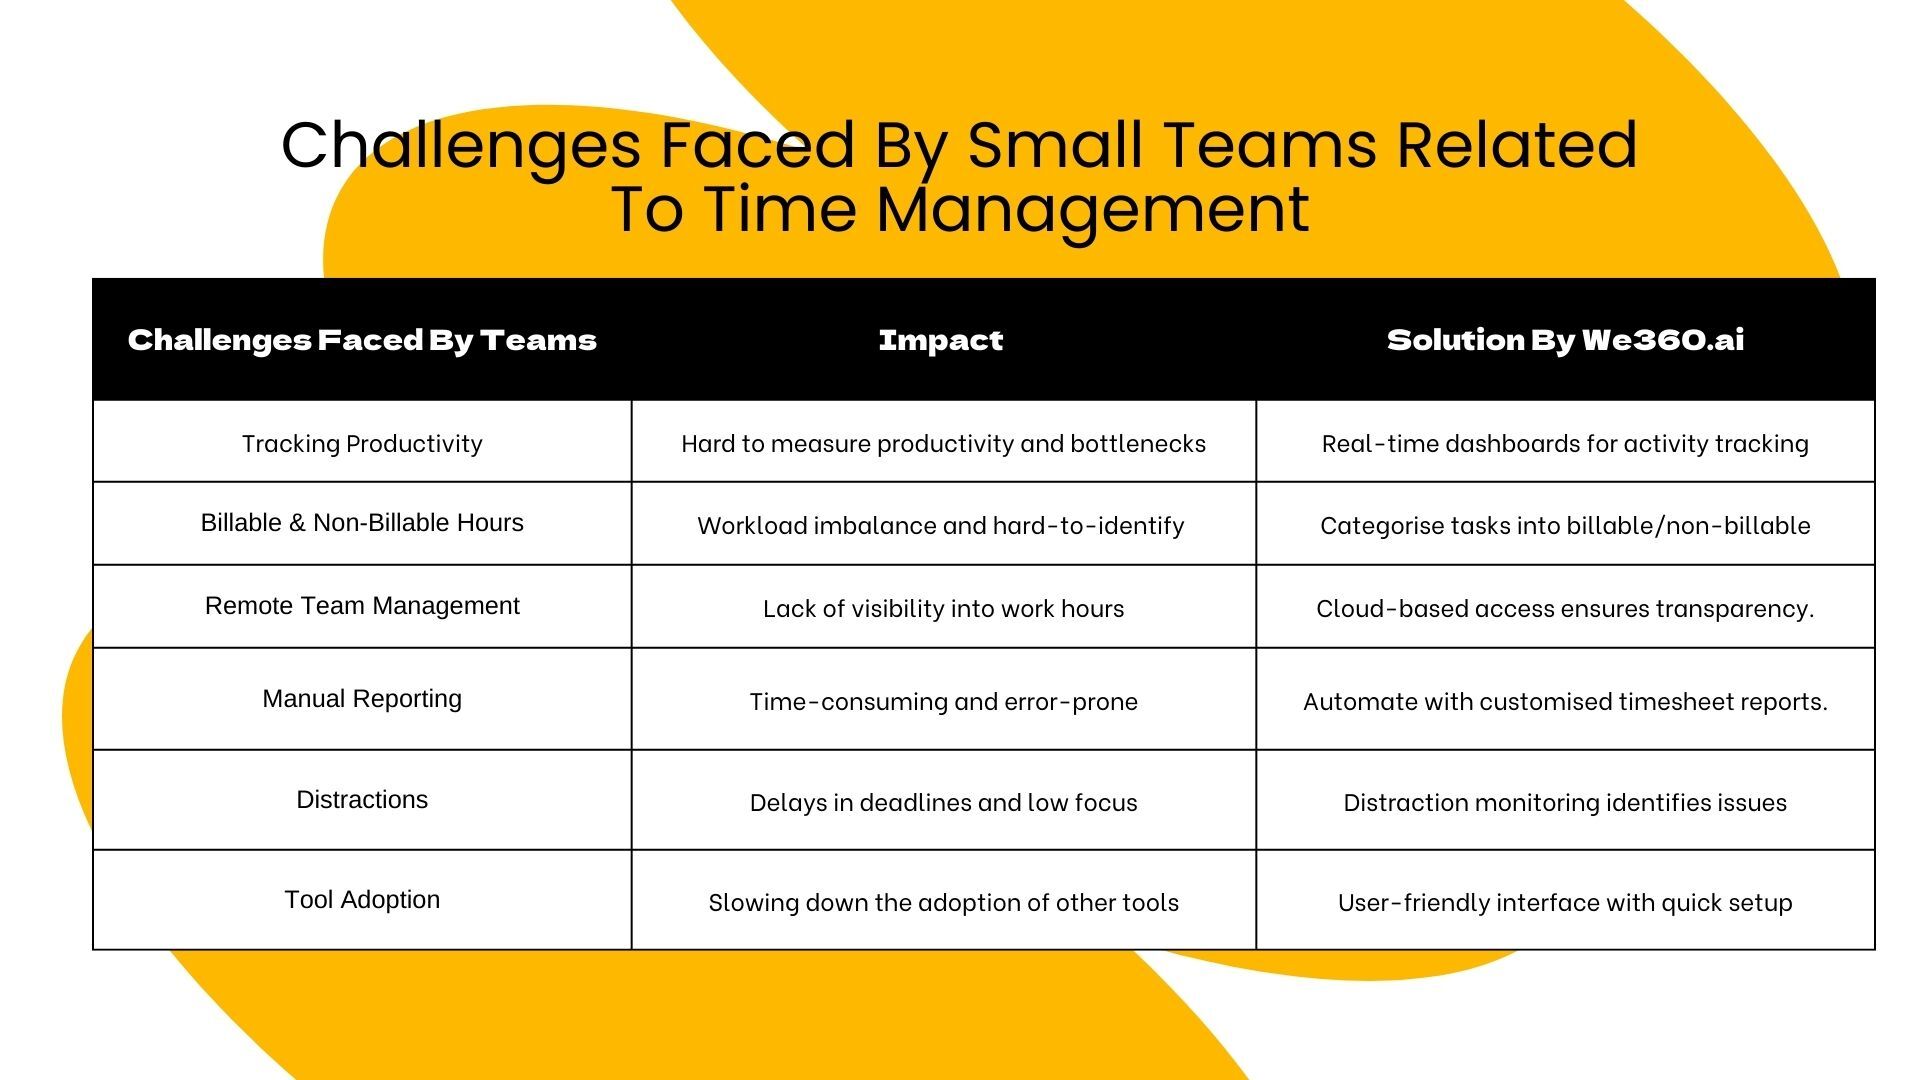 Challenges Faced By Small Teams Related
To Time Management
Challenges Faced By Teams Impact Solution By We360.ai
Tracking Productivity Hard to measure productivity and bottlenecks Real-time dashboards for activity tracking
Billable & Non-Billable Hours Workload imbalance and hard-to-identify Categorise tasks into billable/non-billable
Remote Team Management Lack of visibility into work hours Cloud-based access ensures transparency.
Manual Reporting Time-consuming and error-prone Automate with customised timesheet reports.
Distractions Delays in deadlines and low focus Distraction monitoring identifies issues
Tool Adoption Slowing down the adoption of other tools User-friendly interface with quick setup